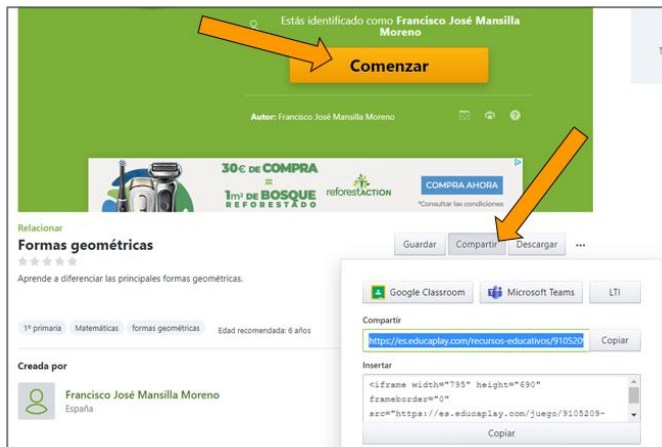 Estás identificado como Francisco José Mansilla
Moreno
Comenzar
Autor: Francisco José Mansilla Moreno
30€ DE COMPRA
=
1m² DE BOSQUE
REFORESTADO
reforestACTION
COMPRA AHORA
*Consultar las condiciones
Relacionar
Formas geométricas
Guardar
Compartir
Descargar
...
Aprende a diferenciar las principales formas geométricas.
Google Classroom
Microsoft Teams
LTI
1º primaria
Matemáticas
formas geométricas
Edad recomendada: 6 años
Compartir
https://es.educaplay.com/recursos-educativos/910520
Copiar
Creada por
Francisco José Mansilla Moreno
España
Insertar
<iframe width="795" height="690"
frameborder="0"
src="https://es.educaplay.com/juego/9105209-
Copiar